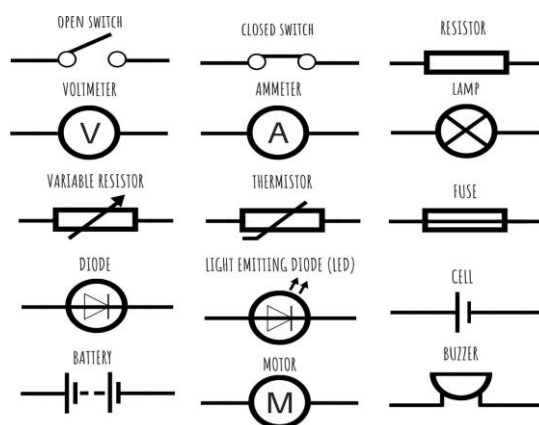 OPEN SWITCH
CLOSED SWITCH
RESISTOR
VOLTMETER
AMMETER
LAMP
V
A
VARIABLE RESISTOR
THERMISTOR
FUSE
DIODE
LIGHT EMITTING DIODE (LED)
CELL
BATTERY
MOTOR
BUZZER
M